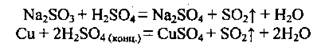 Na₂SO₃ + H₂SO₄ = Na₂SO₄ + SO₂↑ + H₂O
Cu + 2H₂SO₄ (конц.) = CuSO₄ + SO₂↑ + 2H₂O